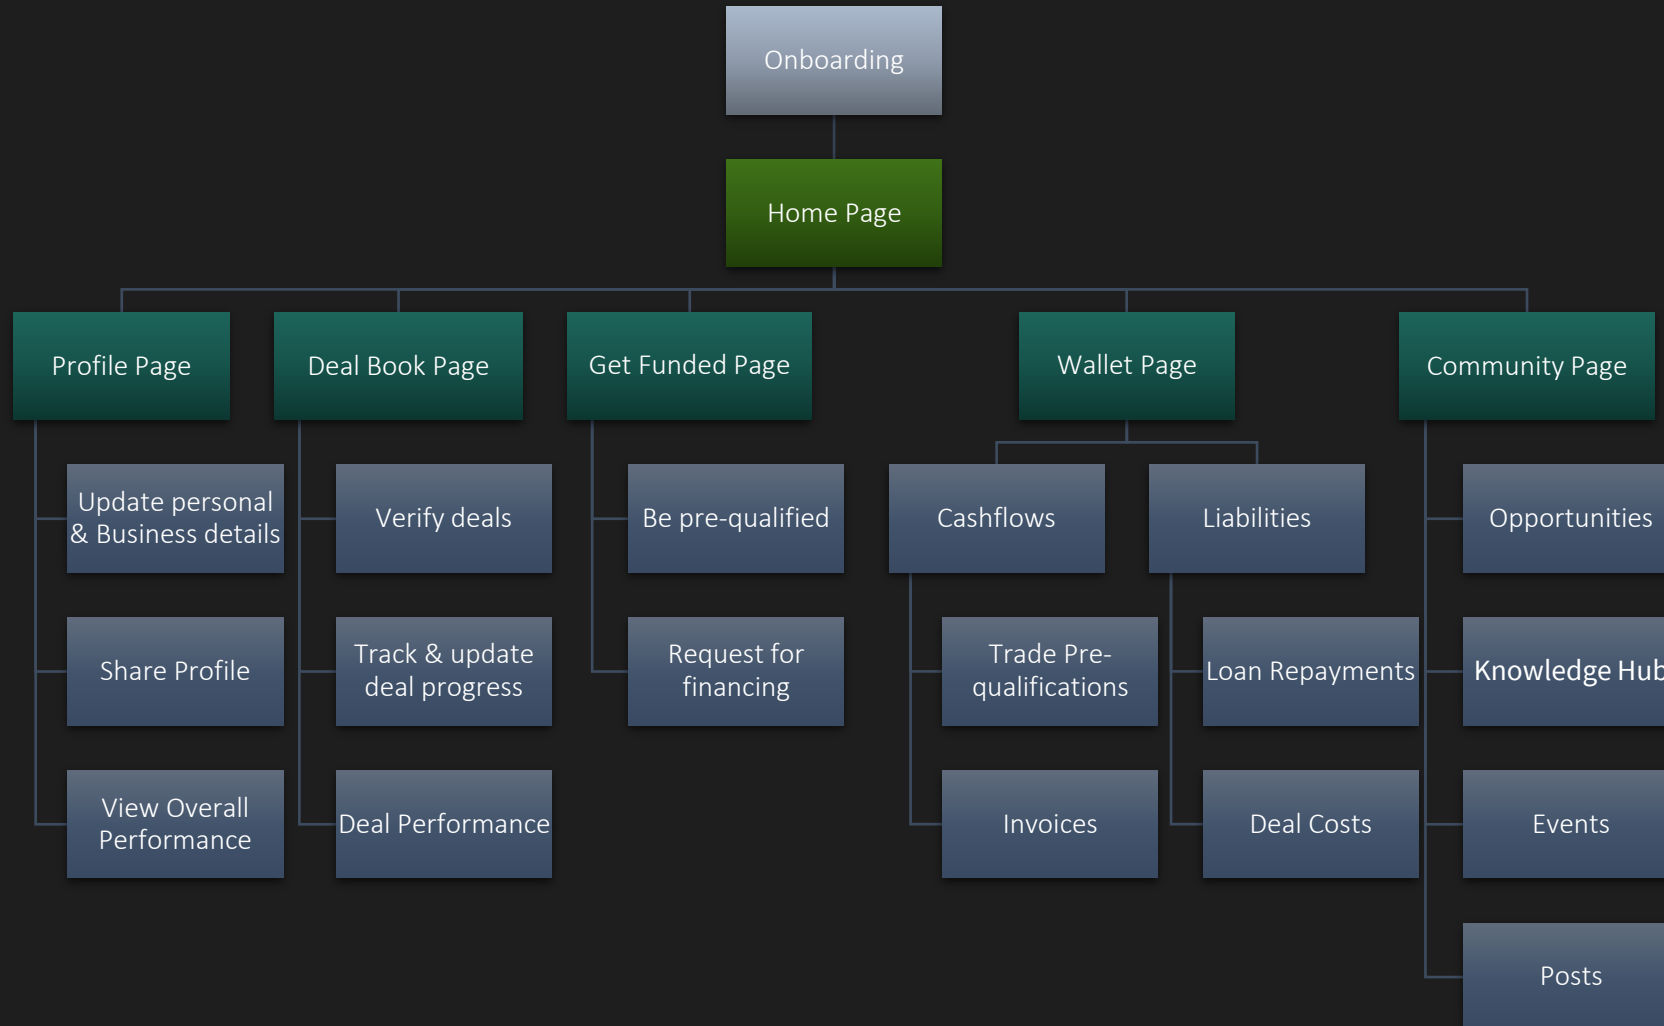 Onboarding
Home Page
Profile Page
Deal Book Page
Get Funded Page
Wallet Page
Community Page
Update personal
& Business details
Verify deals
Be pre-qualified
Cashflows
Liabilities
Opportunities
Share Profile
Track & update
deal progress
Request for
financing
Trade Pre-
qualifications
Loan Repayments
Knowledge Hub
View Overall
Performance
Deal Performance
Invoices
Deal Costs
Events
Posts